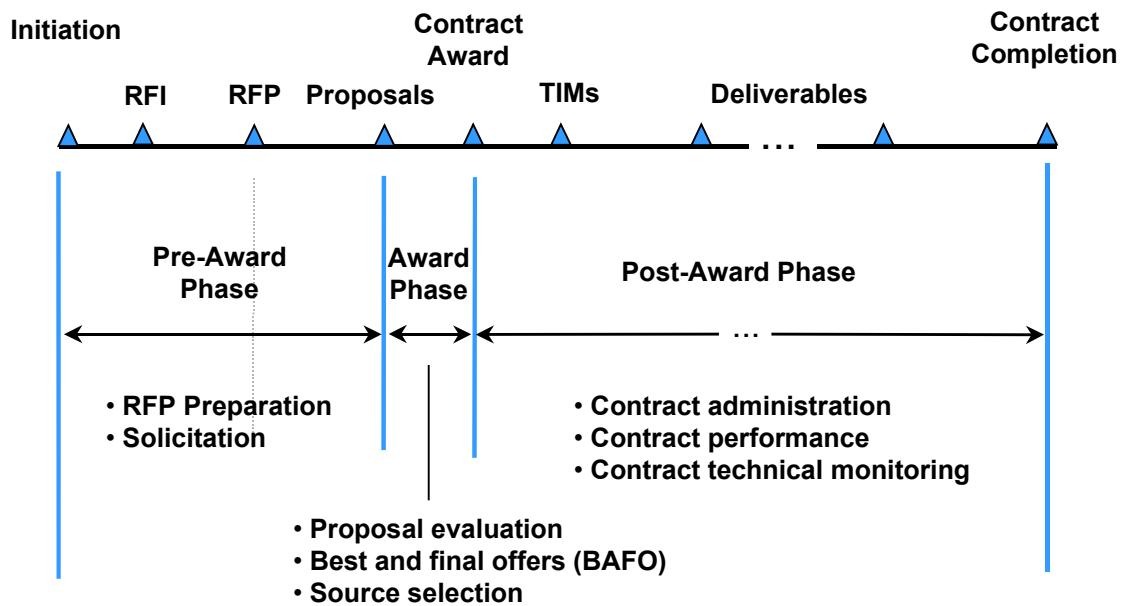 Initiation
Contract
Award
Contract
Completion
RFI
RFP
Proposals
TIMs
Deliverables
...
Pre-Award
Phase
Award
Phase
Post-Award Phase
...
• RFP Preparation
• Solicitation
• Contract administration
• Contract performance
• Contract technical monitoring
• Proposal evaluation
• Best and final offers (BAFO)
• Source selection